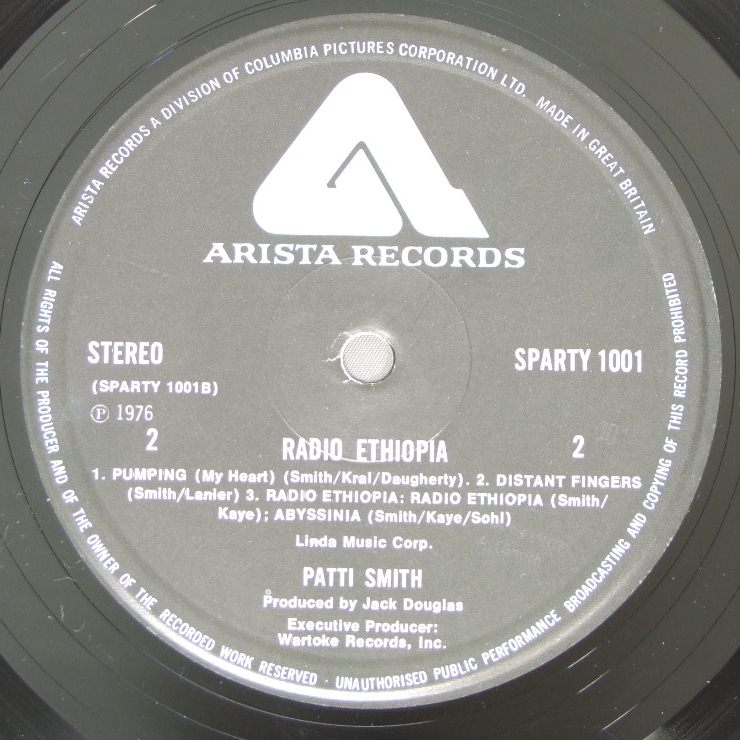 ARISTA RECORDS A DIVISION OF COLUMBIA PICTURES CORPORATION LTD. MADE IN GREAT BRITAIN
ARISTA RECORDS
STEREO
SPARTY 1001
(SPARTY 1001B)
Ⓟ 1976
2
RADIO ETHIOPIA
2
1. PUMPING (My Heart) (Smith/Kral/Daugherty). 2. DISTANT FINGERS
(Smith/Lanier) 3. RADIO ETHIOPIA: RADIO ETHIOPIA (Smith/
Kaye); ABYSSINIA (Smith/Kaye/Sohl)
Linda Music Corp.
PATTI SMITH
Produced by Jack Douglas
Executive Producer:
Wartoke Records, Inc.
ALL RIGHTS OF THE PRODUCER AND OF THE OWNER OF THE RECORDED WORK RESERVED · UNAUTHORISED PUBLIC PERFORMANCE BROADCASTING AND COPYING OF THIS RECORD PROHIBITED